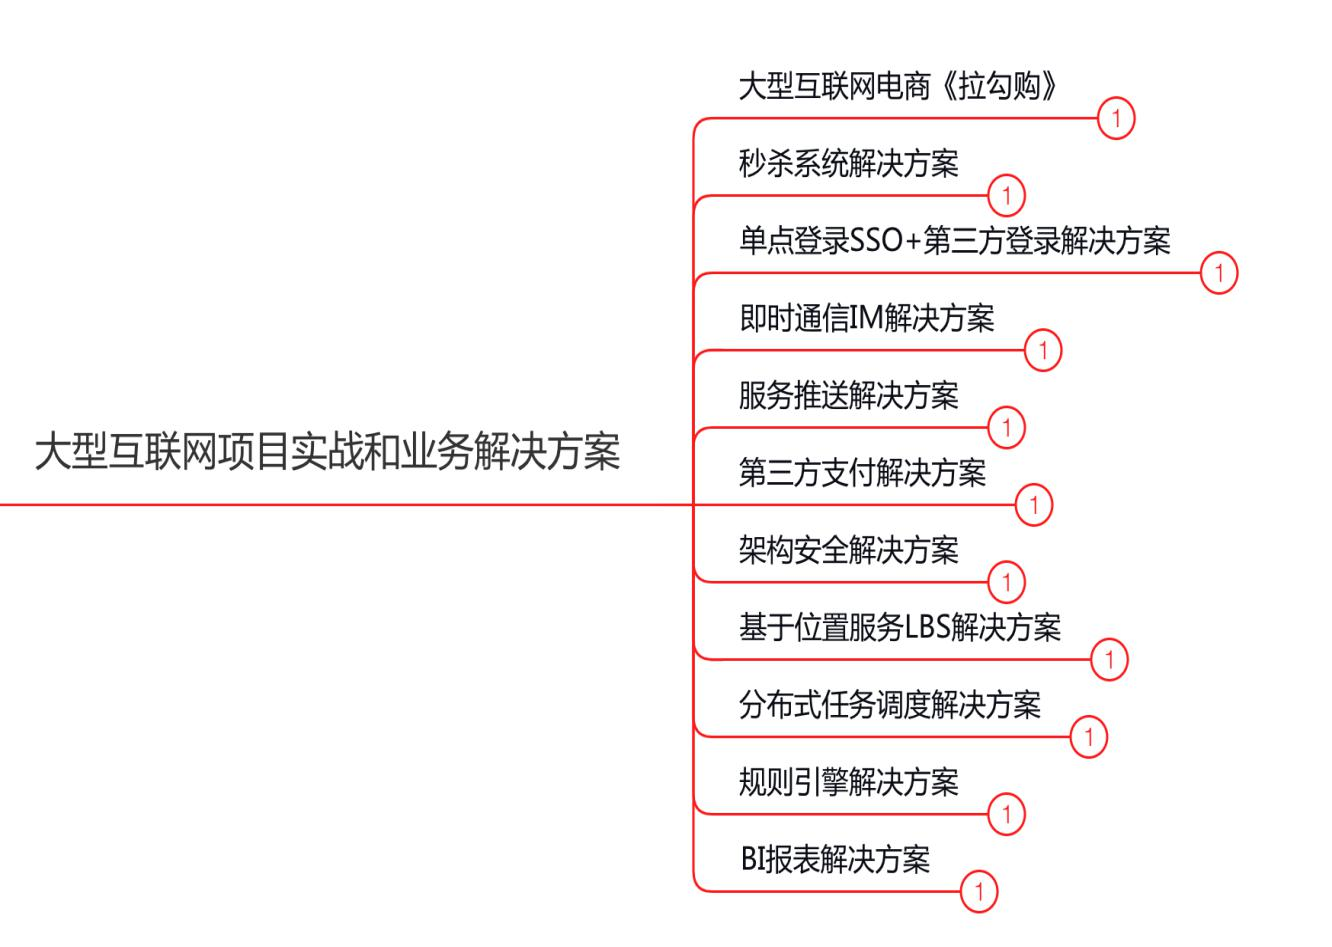 大型互联网项目实战和业务解决方案
大型互联网电商《拉勾购》
1
秒杀系统解决方案
1
单点登录SSO+第三方登录解决方案
1
即时通信IM解决方案
1
服务推送解决方案
1
第三方支付解决方案
1
架构安全解决方案
1
基于位置服务LBS解决方案
1
分布式任务调度解决方案
1
规则引擎解决方案
1
BI报表解决方案
1